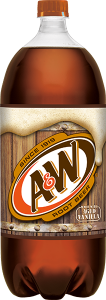 SINCE 1919
A&W
ROOT BEER
AGED
VANILLA